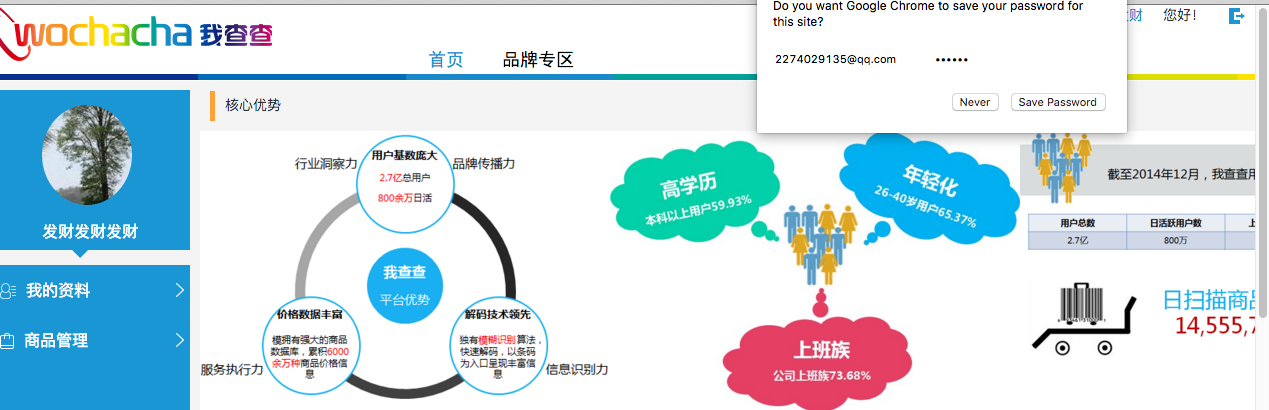 Do you want Google Chrome to save your password for
this site?
2274029135@qq.com ••••••
Never Save Password
财 您好!
wochacha 我查查
首页 品牌专区
发财发财发财
我的资料
商品管理
核心优势
行业洞察力
用户基数庞大
2.7亿总用户
800余万日活
品牌传播力
我查查
平台优势
价格数据丰富
模拥有强大的商品
数据库，累积6000
余万种商品价格信
息
服务执行力
解码技术领先
独有模糊识别算法，
快速解码，以条码
为入口呈现丰富信
息
信息识别力
高学历
本科以上用户59.93%
年轻化
26-40岁用户65.37%
上班族
公司上班族73.68%
截至2014年12月，我查查用
用户总数 日活跃用户数 上
2.7亿 800万
日扫描商品
14,555,7